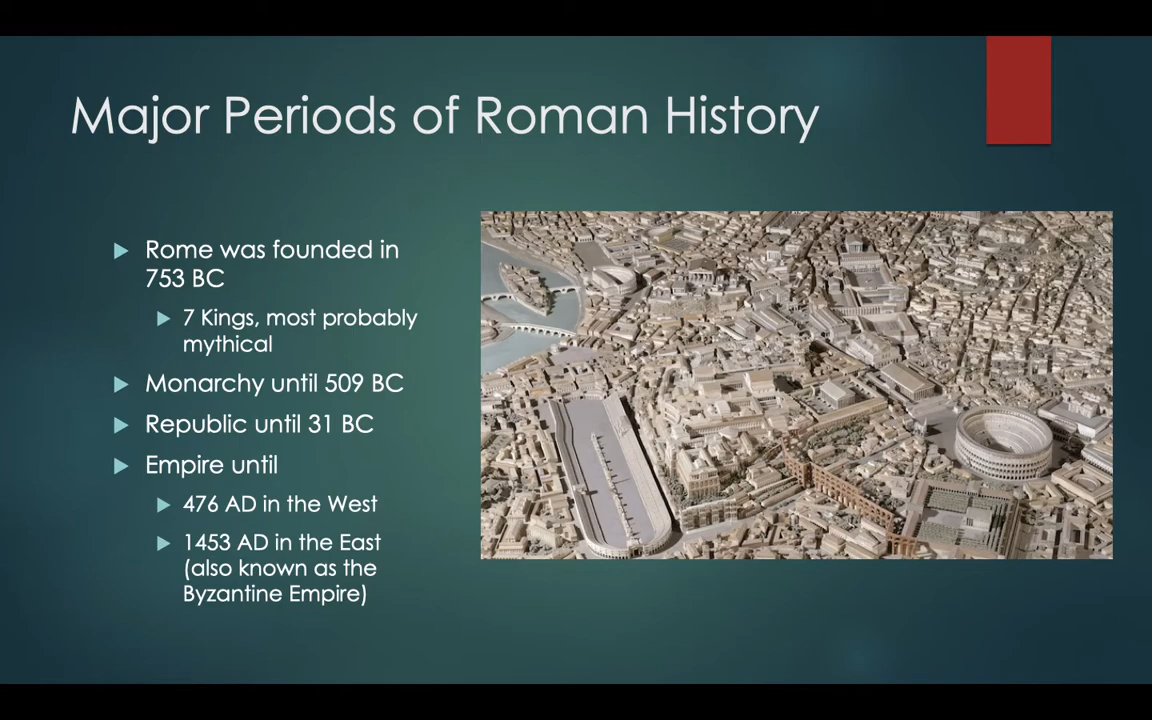 Major Periods of Roman History
Rome was founded in
753 BC
7 Kings, most probably
mythical
Monarchy until 509 BC
Republic until 31 BC
Empire until
476 AD in the West
1453 AD in the East
(also known as the
Byzantine Empire)